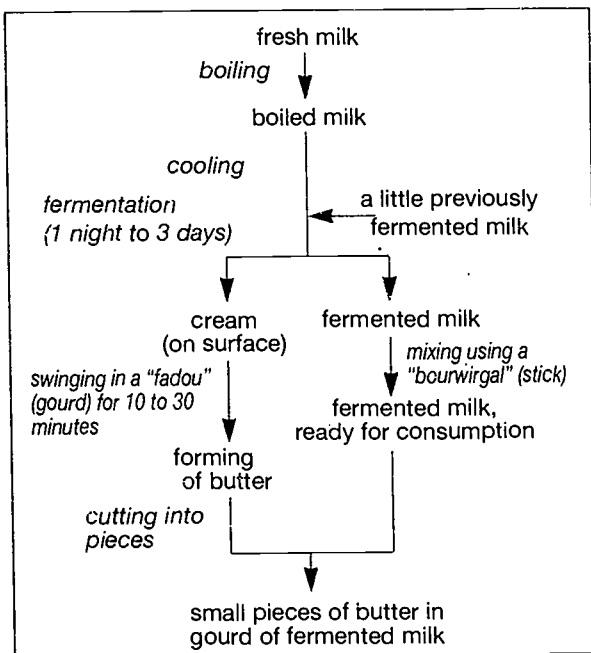 fresh milk
boiling
boiled milk
cooling
fermentation
(1 night to 3 days)
a little previously
fermented milk
cream
(on surface)
fermented milk
swinging in a "fadou"
(gourd) for 10 to 30
minutes
mixing using a
"bourwirgal" (stick)
fermented milk,
ready for consumption
forming
of butter
cutting into
pieces
small pieces of butter in
gourd of fermented milk